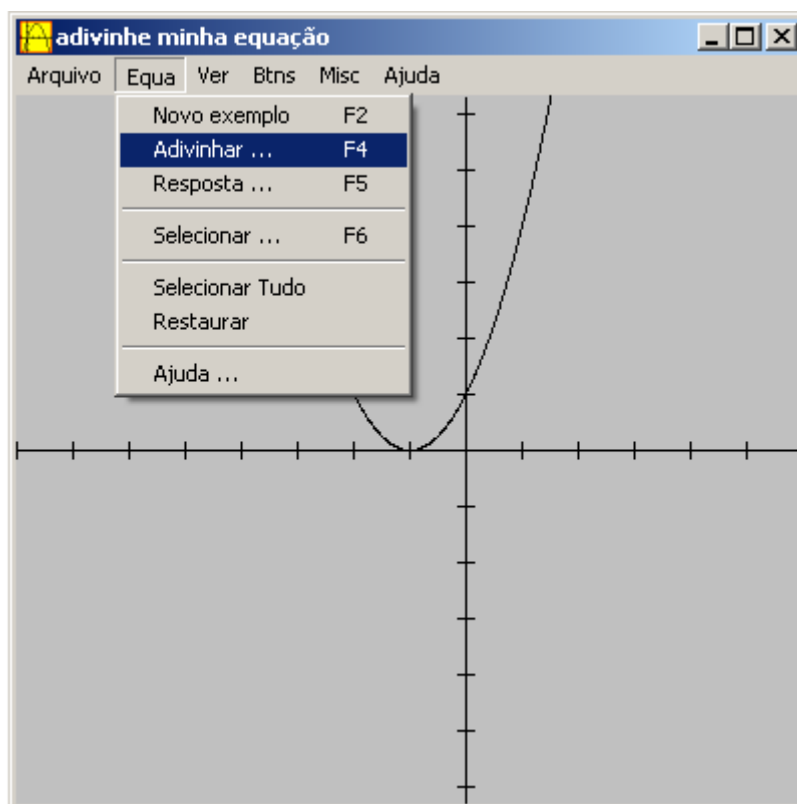 adivinhe minha equação
Arquivo Equa Ver Btns Misc Ajuda
Novo exemplo F2
Adivinhar ... F4
Resposta ... F5
Selecionar ... F6
Selecionar Tudo
Restaurar
Ajuda ...